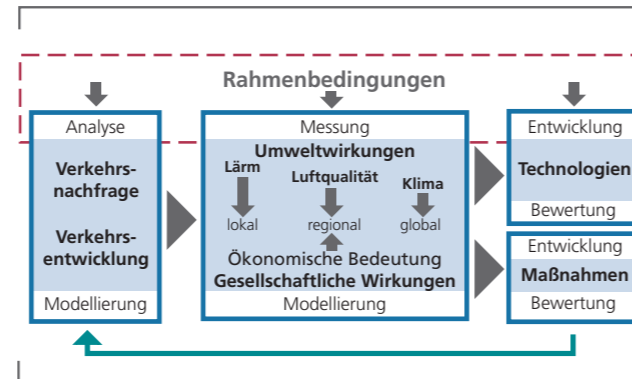 Rahmenbedingungen
Analyse
Verkehrs-
nachfrage
Verkehrs-
entwicklung
Modellierung
Messung
Umweltwirkungen
Lärm
Luftqualität
Klima
lokal
regional
global
Ökonomische Bedeutung
Gesellschaftliche Wirkungen
Modellierung
Entwicklung
Technologien
Bewertung
Entwicklung
Maßnahmen
Bewertung